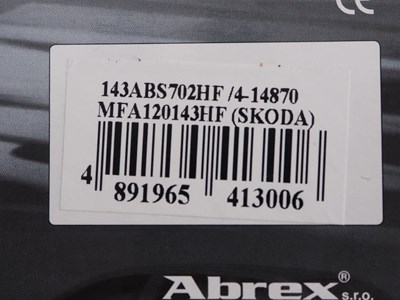 CE
143ABS702HF /4-14870
MFA120143HF (SKODA)
4 891965 413006
Abrex®
s.r.o.